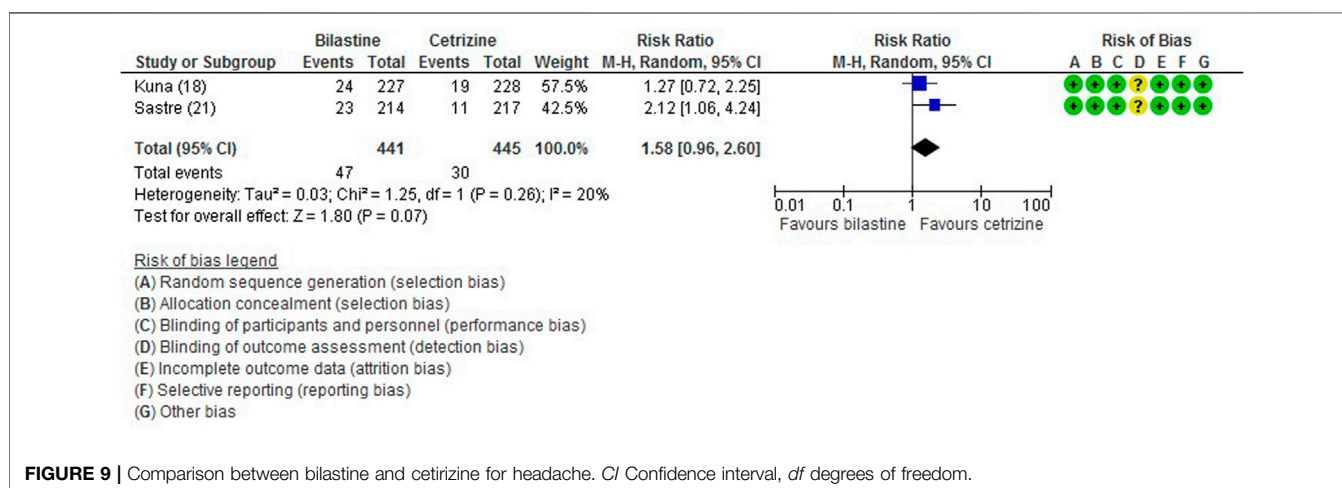 Bilastine Cetrizine Risk Ratio Risk Ratio Risk of Bias
Study or Subgroup Events Total Events Total Weight M-H, Random, 95% CI M-H, Random, 95% CI A B C D E F G
Kuna (18) 24 227 19 228 57.5% 1.27 [0.72, 2.25] + + + ? + + +
Sastre (21) 23 214 11 217 42.5% 2.12 [1.06, 4.24] + + + ? + + +
Total (95% CI) 441 445 100.0% 1.58 [0.96, 2.60]
Total events 47 30
Heterogeneity: Tau² = 0.03; Chi² = 1.25, df = 1 (P = 0.26); I² = 20%
Test for overall effect: Z = 1.80 (P = 0.07)
0.01 0.1 1 10 100
Favours bilastine Favours cetrizine
Risk of bias legend
(A) Random sequence generation (selection bias)
(B) Allocation concealment (selection bias)
(C) Blinding of participants and personnel (performance bias)
(D) Blinding of outcome assessment (detection bias)
(E) Incomplete outcome data (attrition bias)
(F) Selective reporting (reporting bias)
(G) Other bias
FIGURE 9 | Comparison between bilastine and cetirizine for headache. CI Confidence interval, df degrees of freedom.